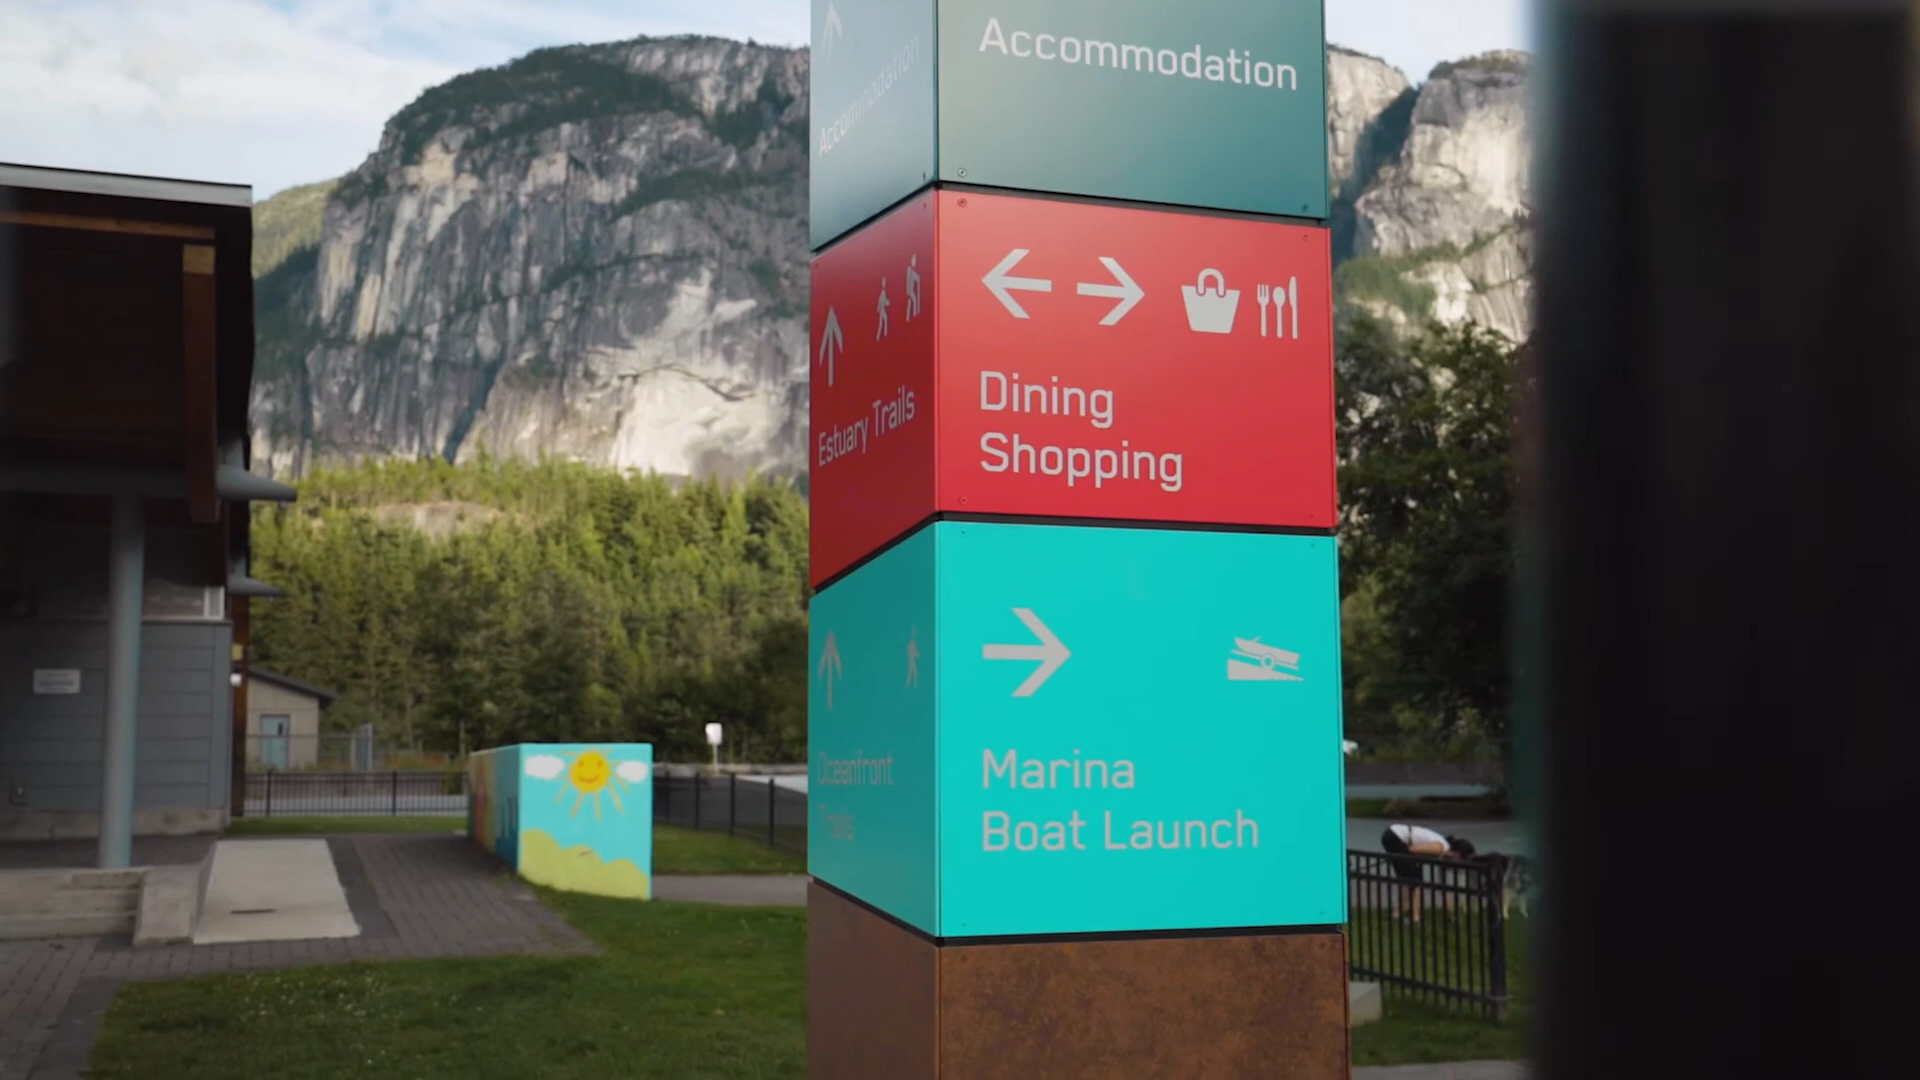 Accommodation
Accommodation
Estuary Trails
Dining
Shopping
Oceanfront
Trails
Marina
Boat Launch